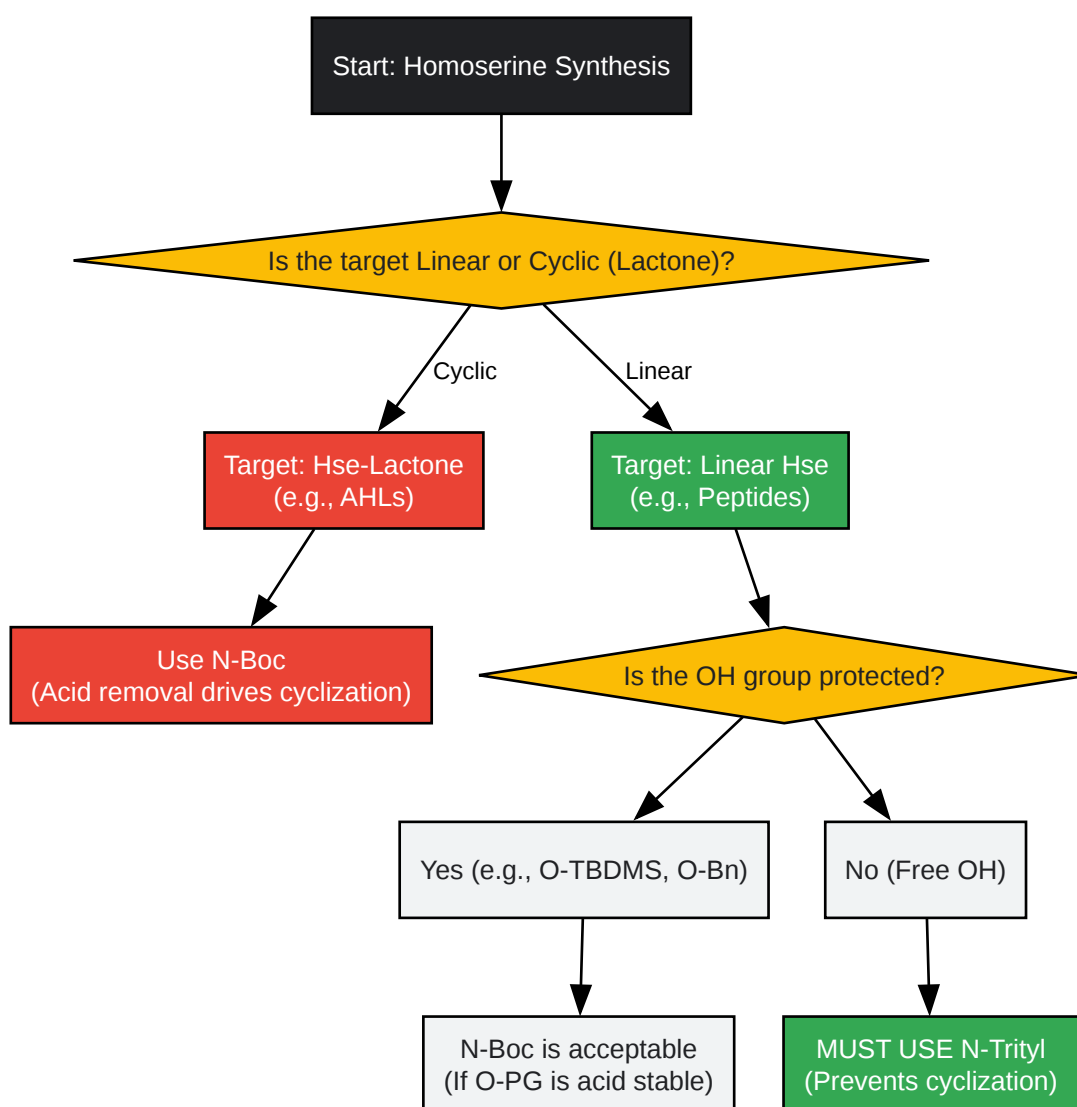 Start: Homoserine Synthesis
Is the target Linear or Cyclic (Lactone)?
Cyclic
Linear
Target: Hse-Lactone
(e.g., AHLs)
Target: Linear Hse
(e.g., Peptides)
Use N-Boc
(Acid removal drives cyclization)
Is the OH group protected?
Yes (e.g., O-TBDMS, O-Bn)
No (Free OH)
N-Boc is acceptable
(If O-PG is acid stable)
MUST USE N-Trityl
(Prevents cyclization)